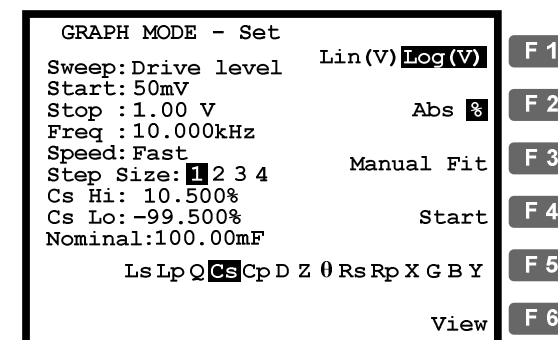 GRAPH MODE - Set
Lin(V) Log(V) F 1
Sweep:Drive level
Start:50mV
Stop :1.00 V
Abs % F 2
Freq :10.000kHz
Speed:Fast
Manual Fit F 3
Step Size: 1 2 3 4
Cs Hi: 10.500%
Cs Lo:-99.500%
Start F 4
Nominal:100.00mF
Ls Lp Q Cs Cp D Z θ Rs Rp X G B Y F 5
View F 6